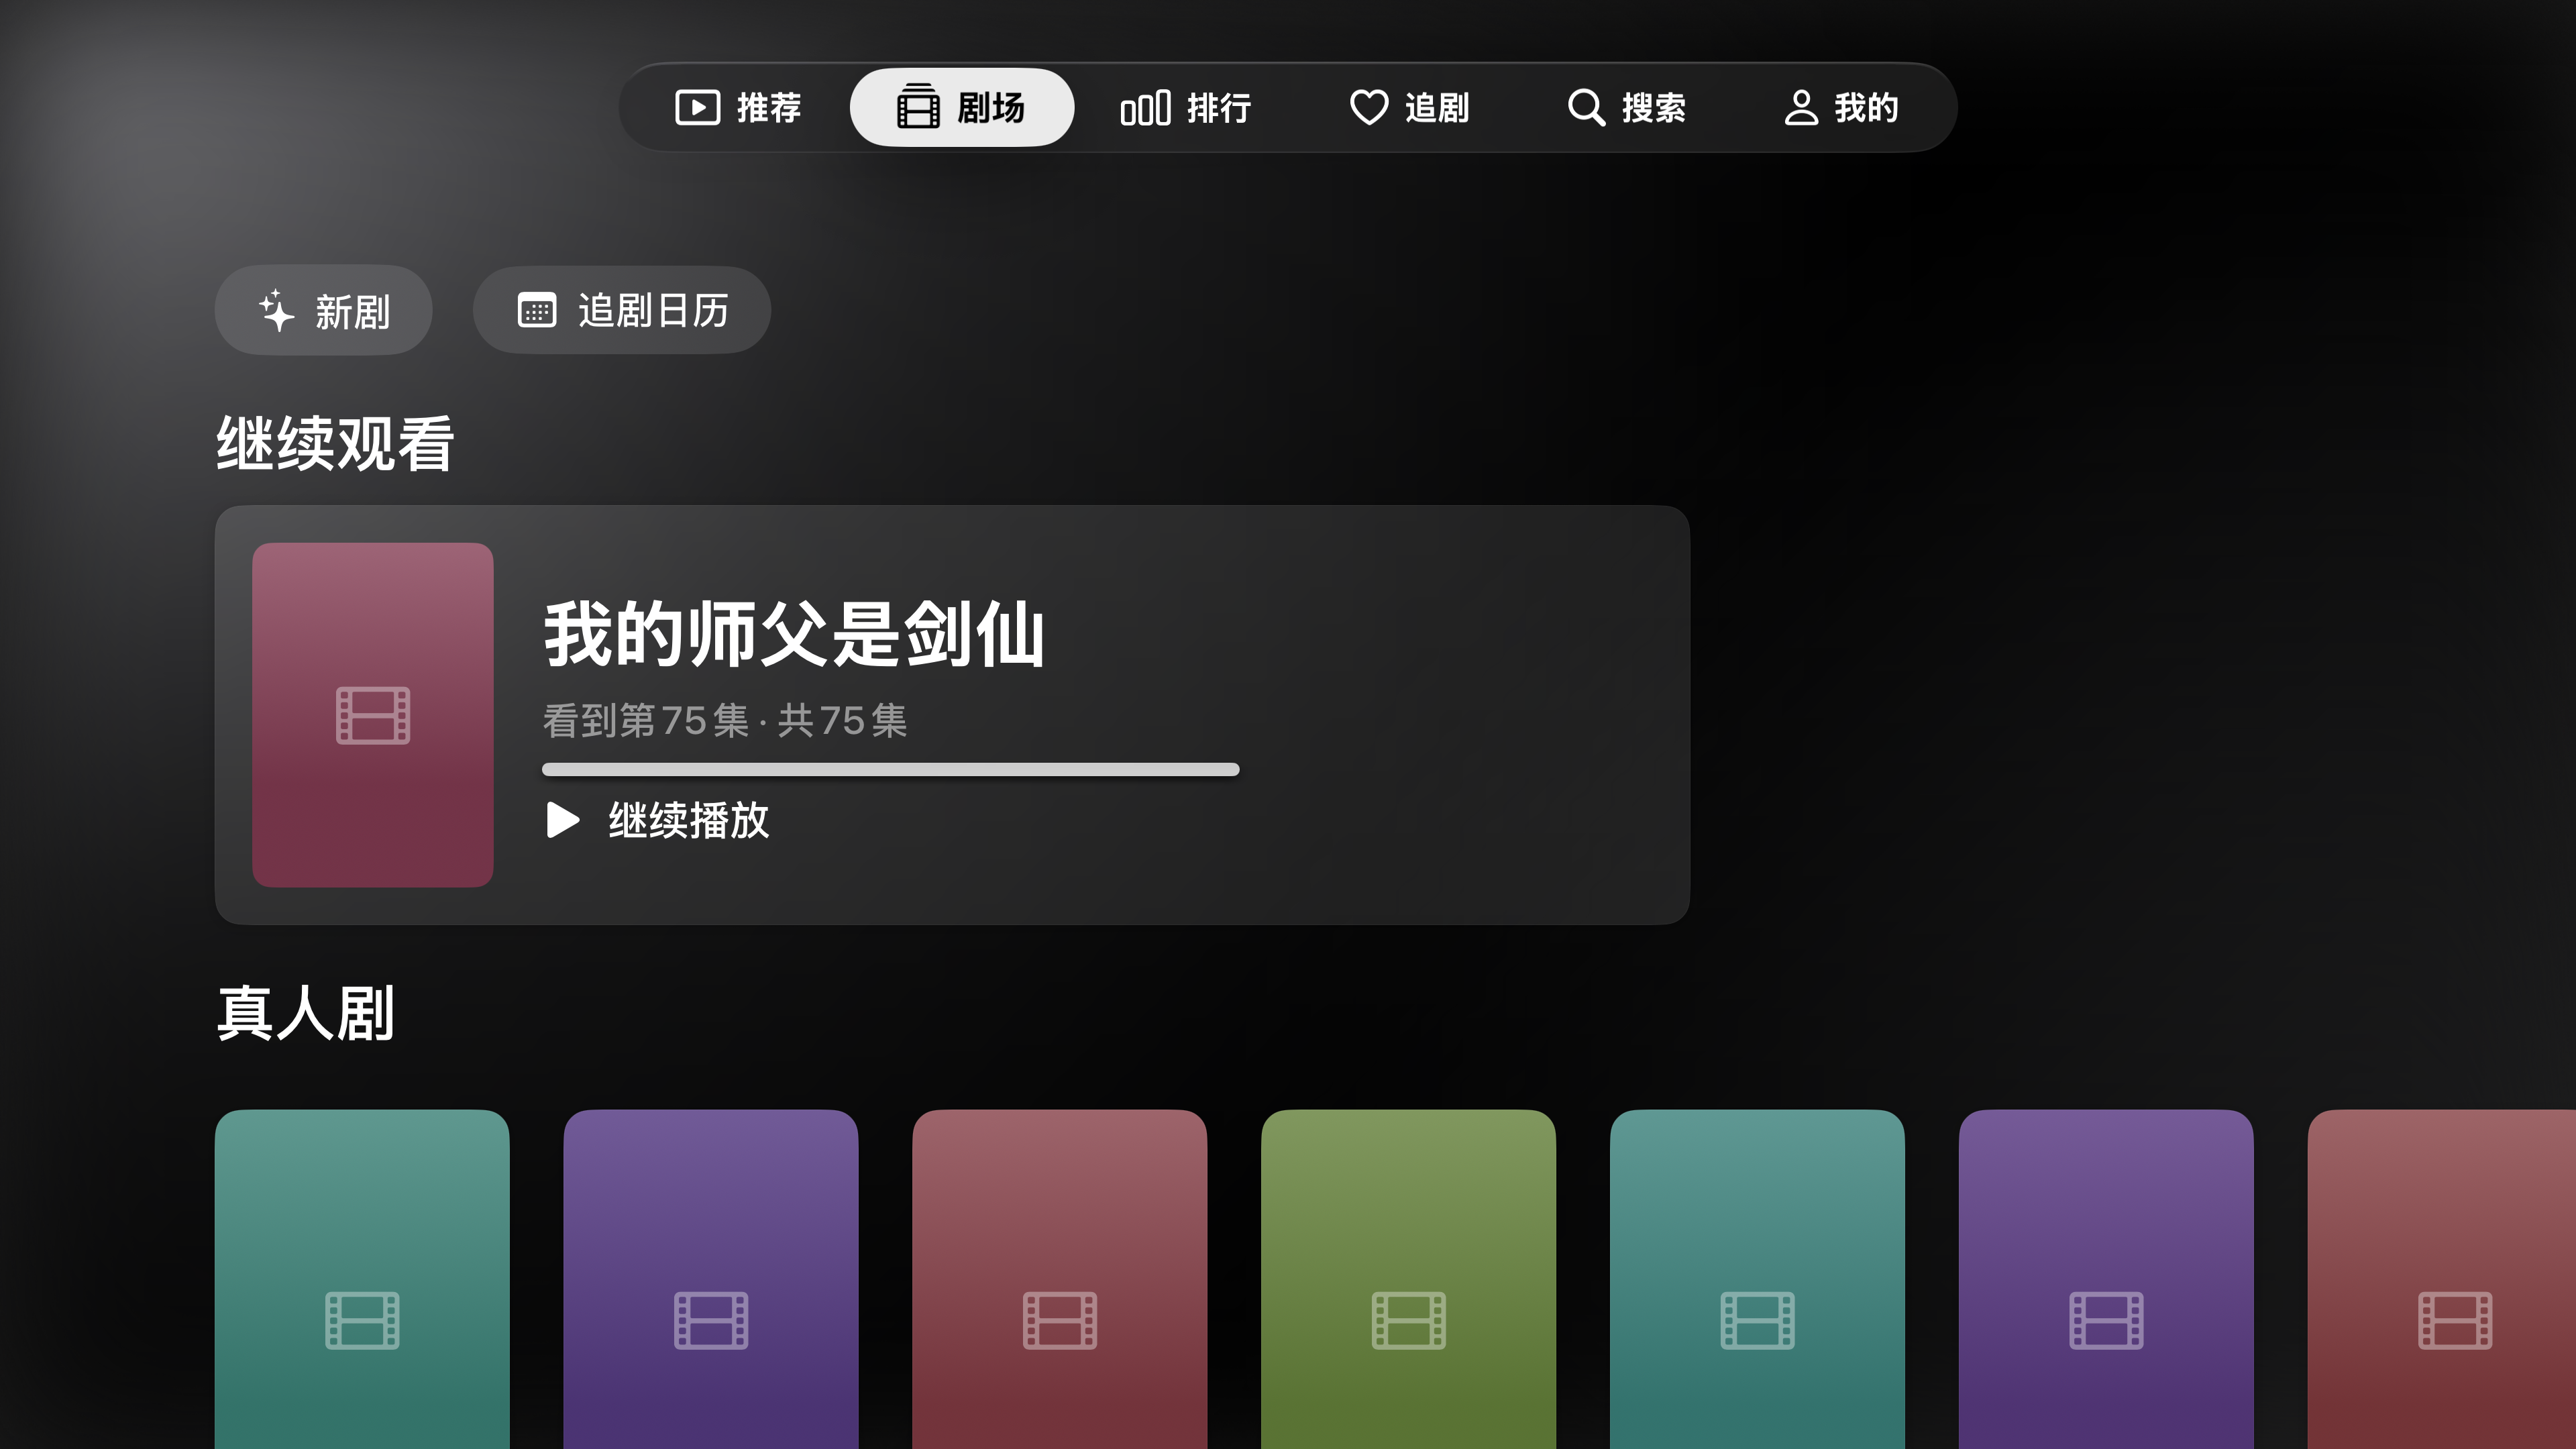 推荐 剧场 排行 追剧 搜索 我的
新剧 追剧日历
继续观看
我的师父是剑仙
看到第75集 · 共75集
继续播放
真人剧